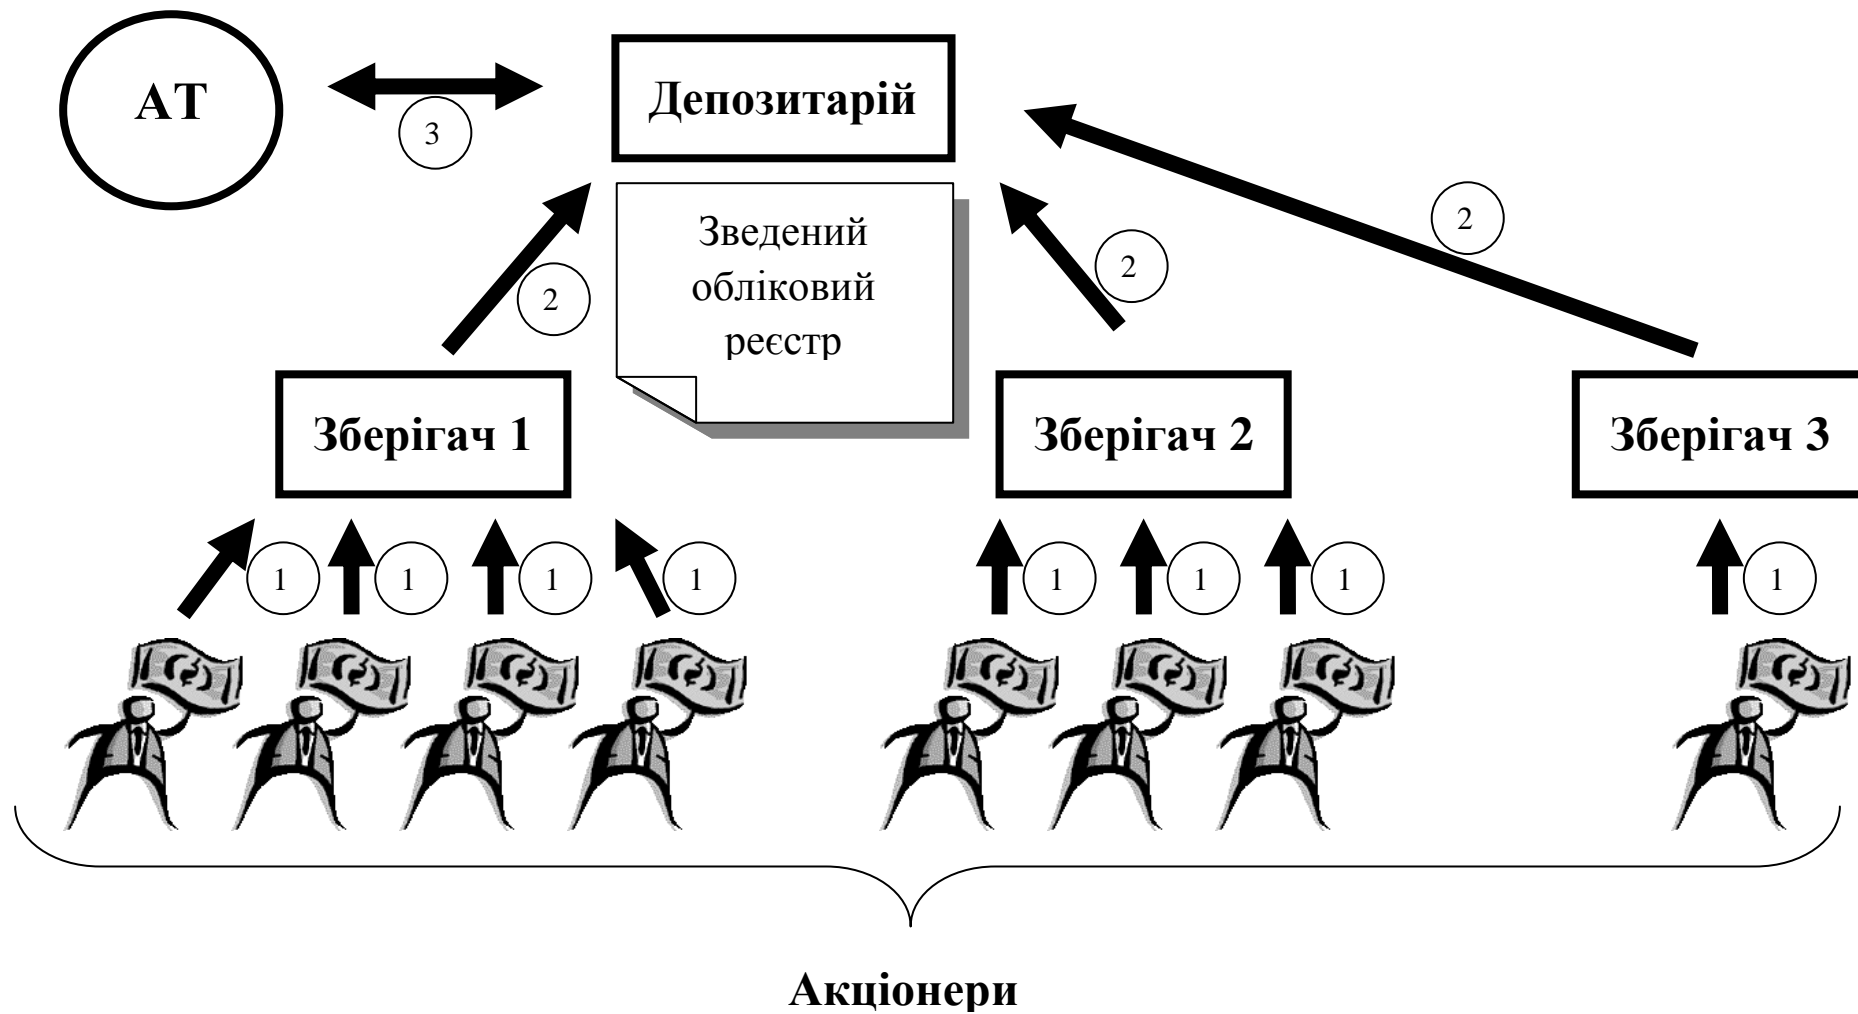 АТ
Депозитарій
3
2
Зведений
обліковий
реєстр
2
2
Зберігач 1
Зберігач 2
Зберігач 3
1
1
1
1
1
1
1
1
Акціонери